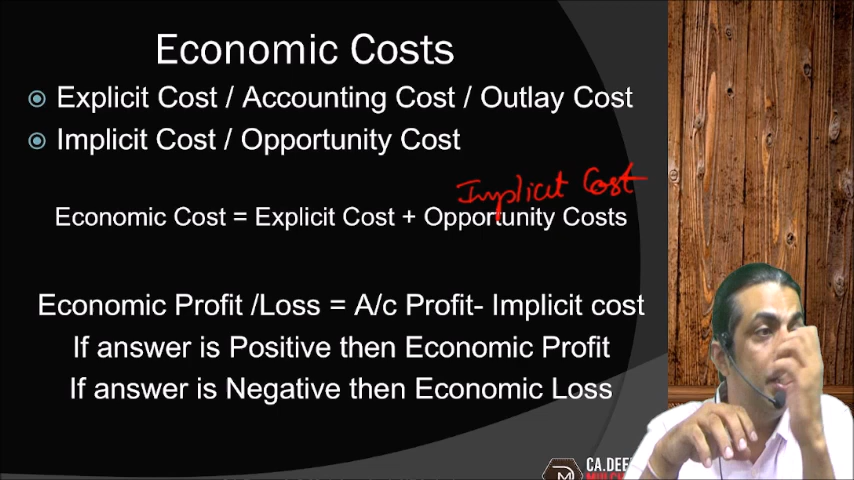 Economic Costs
Explicit Cost / Accounting Cost / Outlay Cost
Implicit Cost / Opportunity Cost
Implicit Cost
Economic Cost = Explicit Cost + Opportunity Costs
Economic Profit /Loss = A/c Profit- Implicit cost
If answer is Positive then Economic Profit
If answer is Negative then Economic Loss